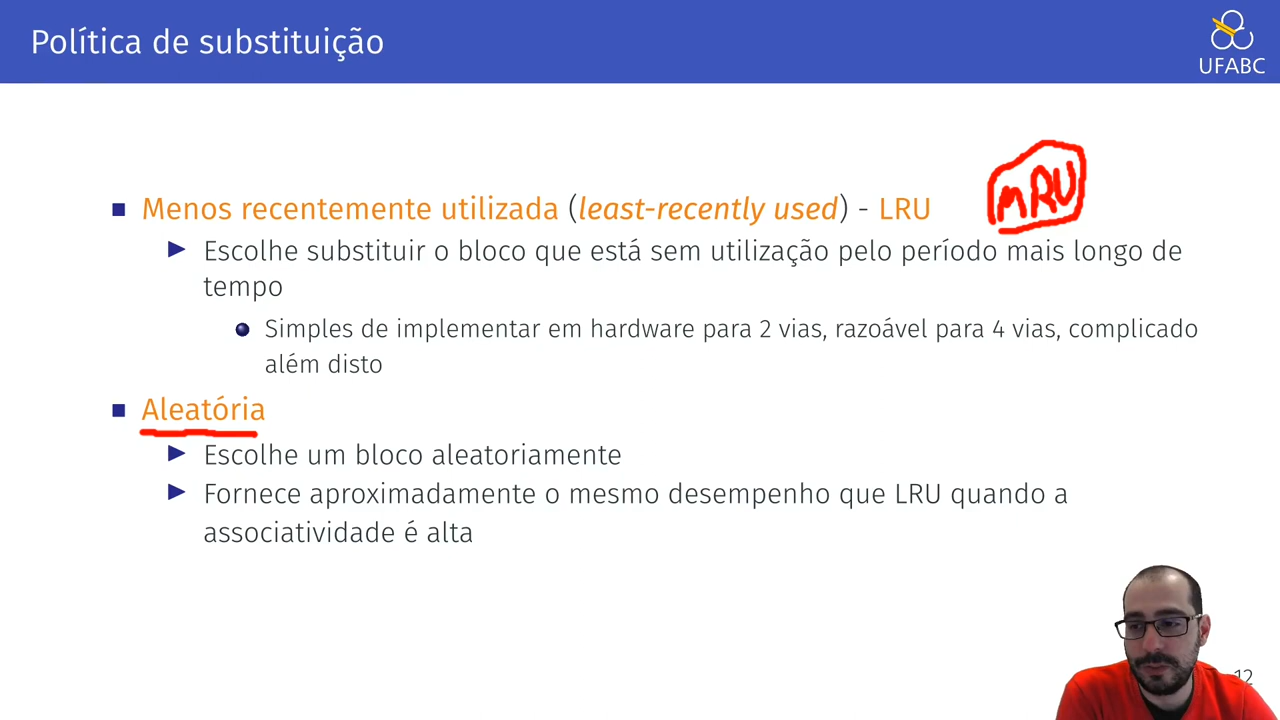 Política de substituição
UFABC
MRU
Menos recentemente utilizada (least-recently used) - LRU
Escolhe substituir o bloco que está sem utilização pelo período mais longo de
tempo
Simples de implementar em hardware para 2 vias, razoável para 4 vias, complicado
além disto
Aleatória
Escolhe um bloco aleatoriamente
Fornece aproximadamente o mesmo desempenho que LRU quando a
associatividade é alta
12